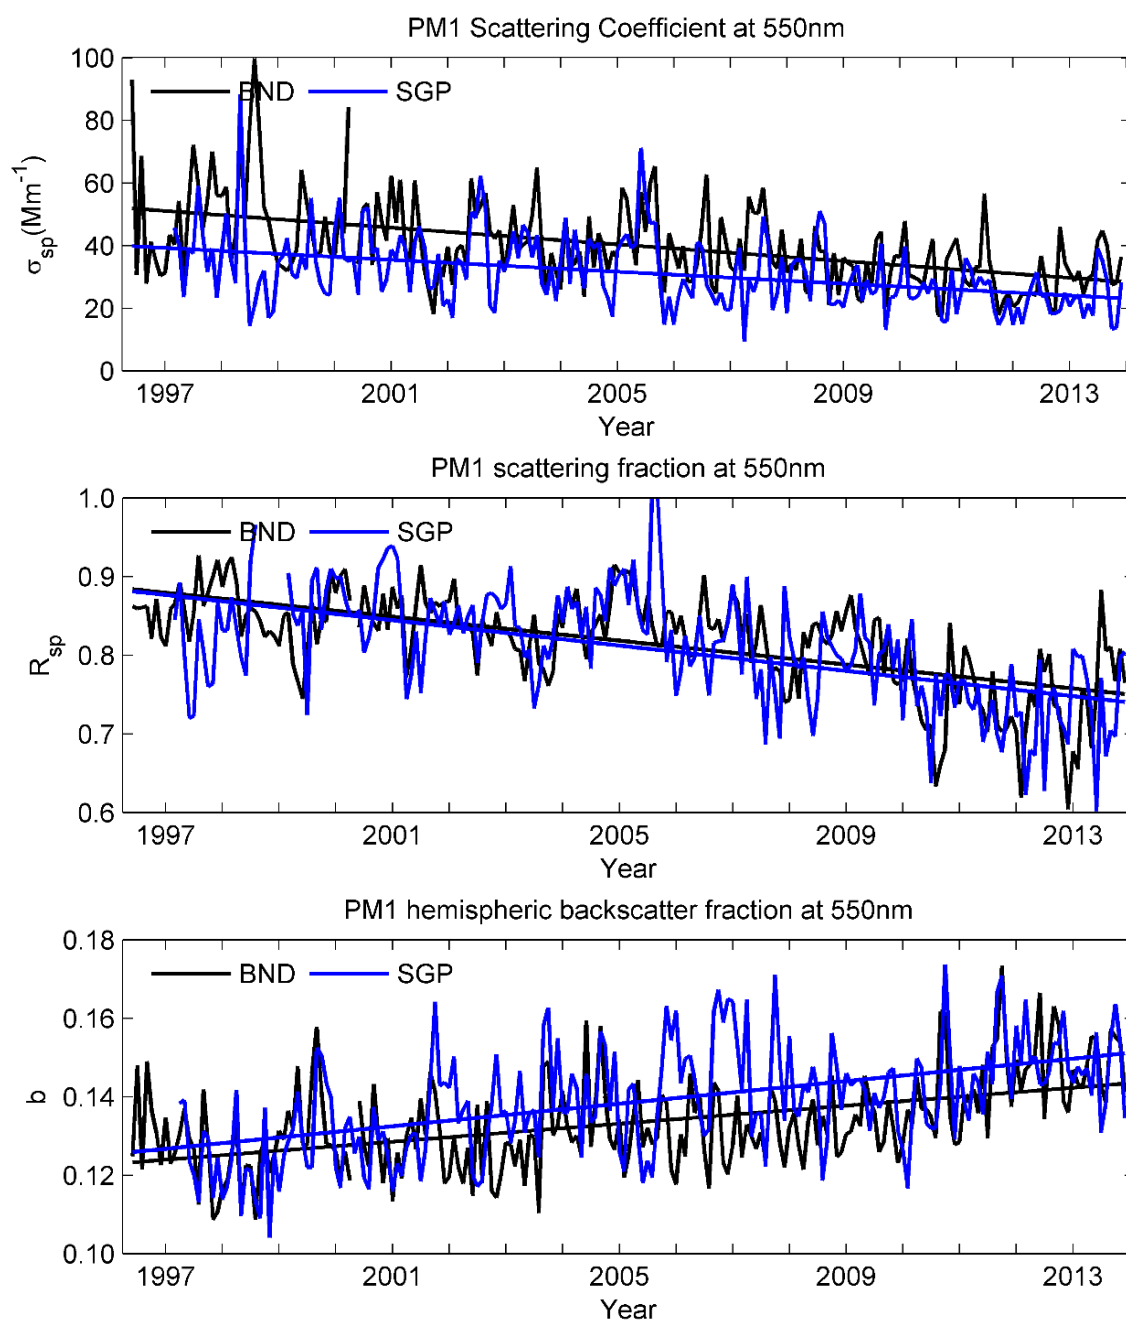 PM1 Scattering Coefficient at 550nm
100
80
60
40
20
0
σsp(Mm-1)
BND SGP
1997 2001 2005 2009 2013
Year
PM1 scattering fraction at 550nm
1.0
0.9
0.8
0.7
0.6
Rsp
BND SGP
1997 2001 2005 2009 2013
Year
PM1 hemispheric backscatter fraction at 550nm
0.18
0.16
0.14
0.12
0.10
b
BND SGP
1997 2001 2005 2009 2013
Year